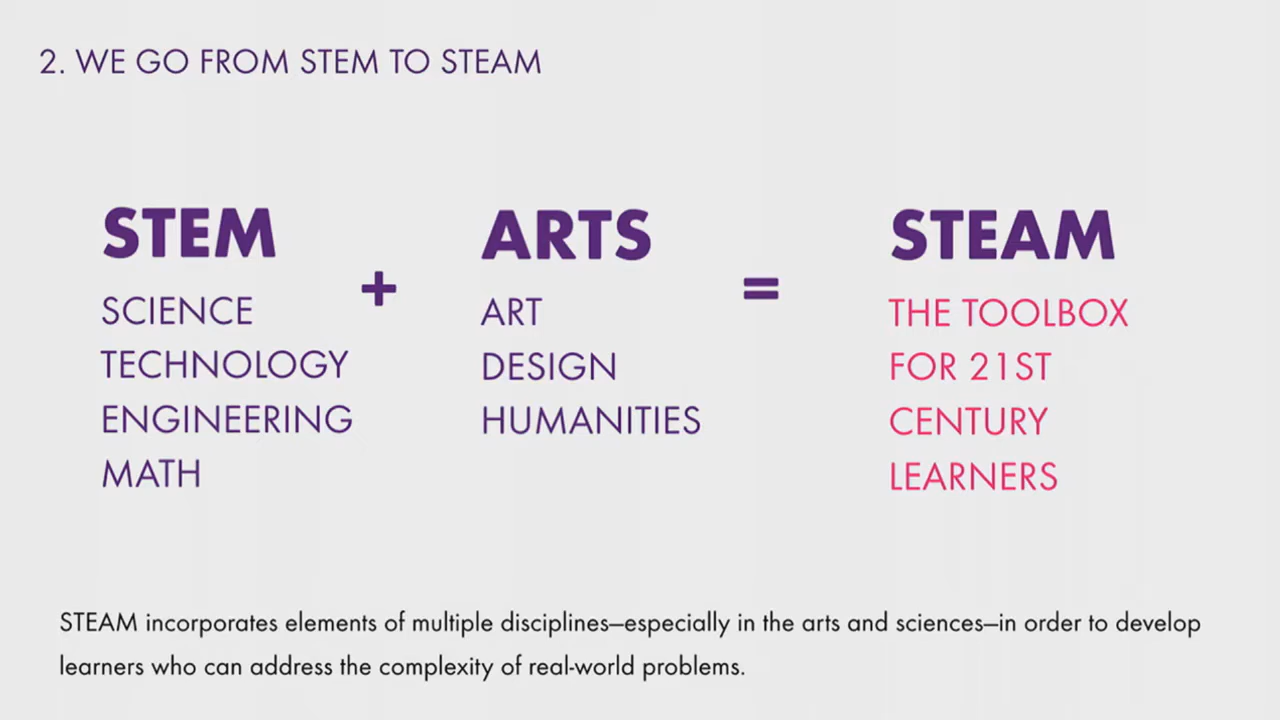 2. WE GO FROM STEM TO STEAM
STEM
SCIENCE
TECHNOLOGY
ENGINEERING
MATH
+
ARTS
ART
DESIGN
HUMANITIES
=
STEAM
THE TOOLBOX
FOR 21ST
CENTURY
LEARNERS
STEAM incorporates elements of multiple disciplines—especially in the arts and sciences—in order to develop
learners who can address the complexity of real-world problems.